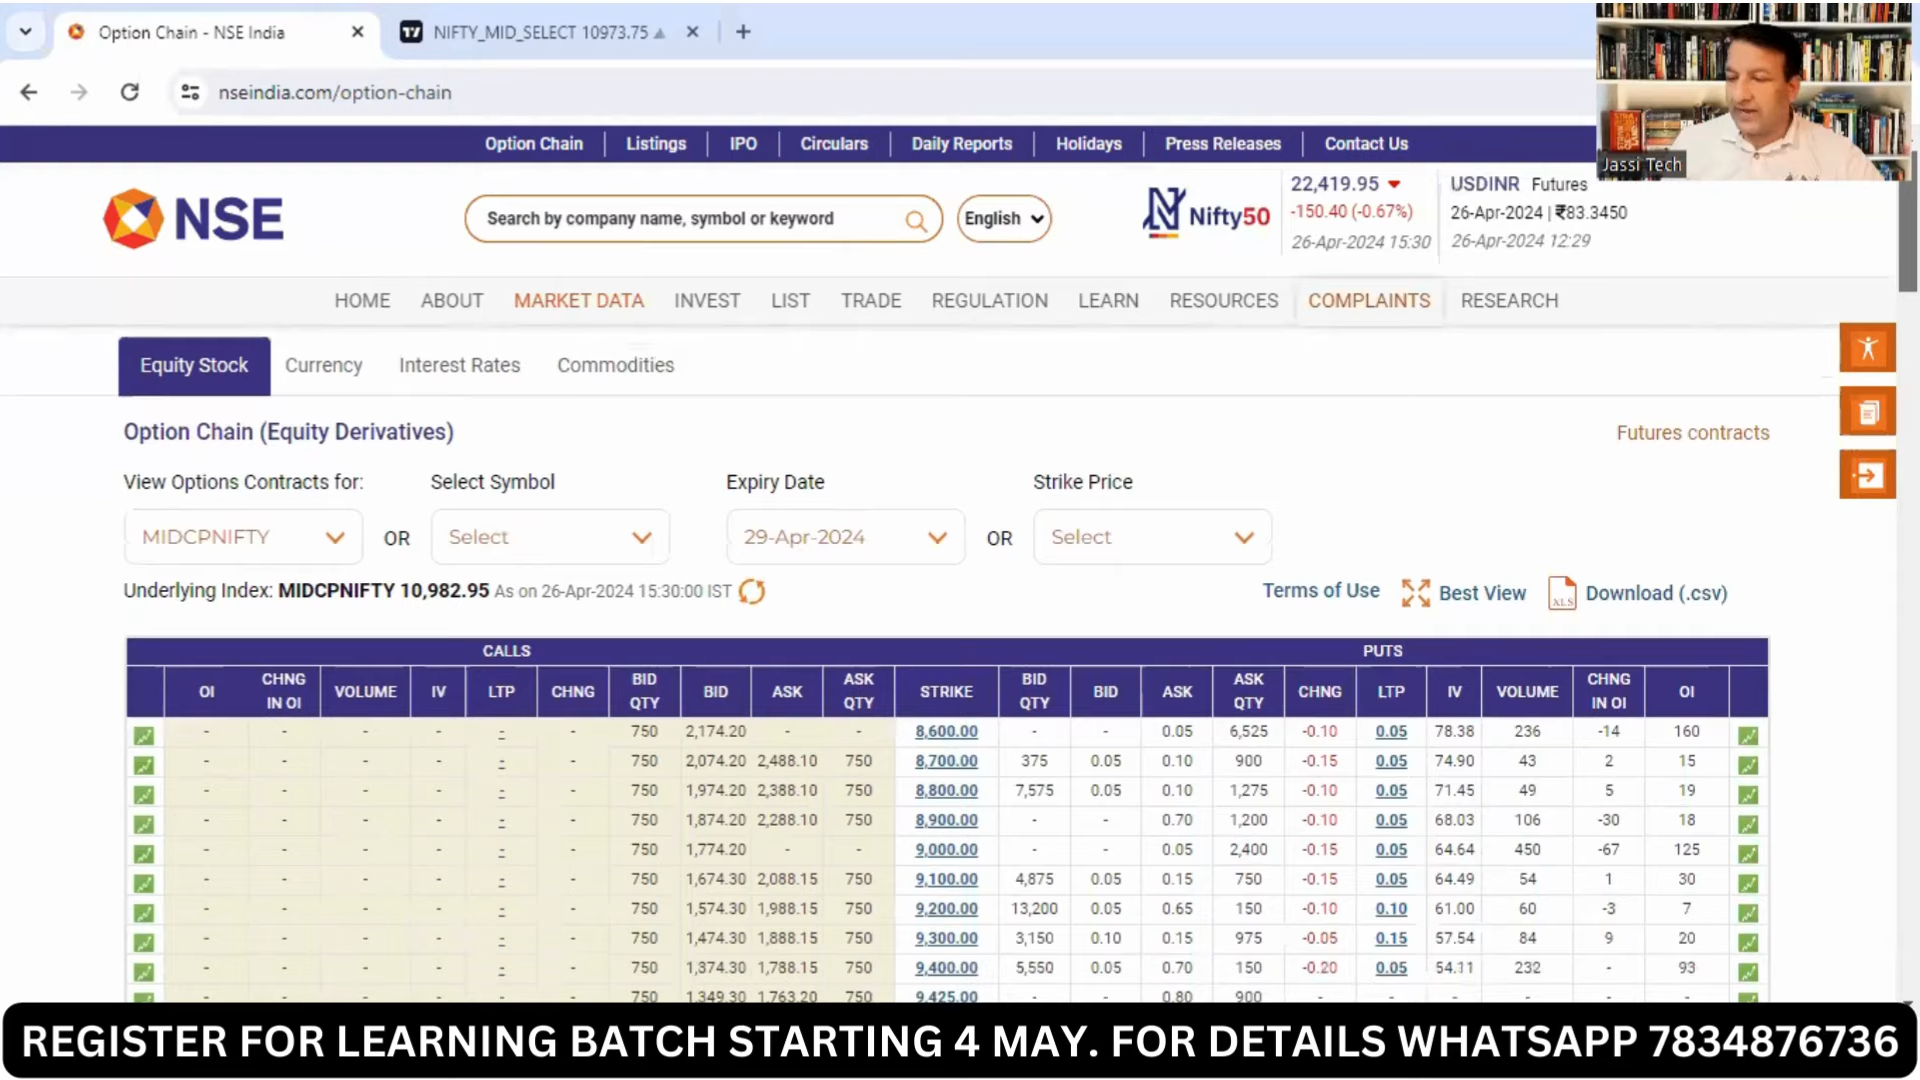 Option Chain - NSE India
NIFTY_MID_SELECT 10973.75
nseindia.com/option-chain
Jassi Tech
Option Chain Listings IPO Circulars Daily Reports Holidays Press Releases Contact Us
NSE
Search by company name, symbol or keyword
English
Nifty50
22,419.95
-150.40 (-0.67%)
26-Apr-2024 15:30
USDINR Futures
26-Apr-2024 | ₹83.3450
26-Apr-2024 12:29
HOME ABOUT MARKET DATA INVEST LIST TRADE REGULATION LEARN RESOURCES COMPLAINTS RESEARCH
Equity Stock Currency Interest Rates Commodities
Option Chain (Equity Derivatives)
Futures contracts
View Options Contracts for: Select Symbol Expiry Date Strike Price
MIDCPNIFTY OR Select 29-Apr-2024 OR Select
Underlying Index: MIDCPNIFTY 10,982.95 As on 26-Apr-2024 15:30:00 IST
Terms of Use Best View XLS Download (.csv)
CALLS PUTS
OI CHNG IN OI VOLUME IV LTP CHNG BID QTY BID ASK ASK QTY STRIKE BID QTY BID ASK ASK QTY CHNG LTP IV VOLUME CHNG IN OI OI
- - - - - - 750 2,174.20 - - 8,600.00 - - 0.05 6,525 -0.10 0.05 78.38 236 -14 160
- - - - - - 750 2,074.20 2,488.10 750 8,700.00 375 0.05 0.10 900 -0.15 0.05 74.90 43 2 15
- - - - - - 750 1,974.20 2,388.10 750 8,800.00 7,575 0.05 0.10 1,275 -0.10 0.05 71.45 49 5 19
- - - - - - 750 1,874.20 2,288.10 750 8,900.00 - - 0.70 1,200 -0.10 0.05 68.03 106 -30 18
- - - - - - 750 1,774.20 - - 9,000.00 - - 0.05 2,400 -0.15 0.05 64.64 450 -67 125
- - - - - - 750 1,674.30 2,088.15 750 9,100.00 4,875 0.05 0.15 750 -0.15 0.05 64.49 54 1 30
- - - - - - 750 1,574.30 1,988.15 750 9,200.00 13,200 0.05 0.65 150 -0.10 0.10 61.00 60 -3 7
- - - - - - 750 1,474.30 1,888.15 750 9,300.00 3,150 0.10 0.15 975 -0.05 0.15 57.54 84 9 20
- - - - - - 750 1,374.30 1,788.15 750 9,400.00 5,550 0.05 0.70 150 -0.20 0.05 54.11 232 - 93
- - - - - - 750 1,349.30 1,763.20 750 9,425.00 - - 0.80 900 - - - - - -
REGISTER FOR LEARNING BATCH STARTING 4 MAY. FOR DETAILS WHATSAPP 7834876736